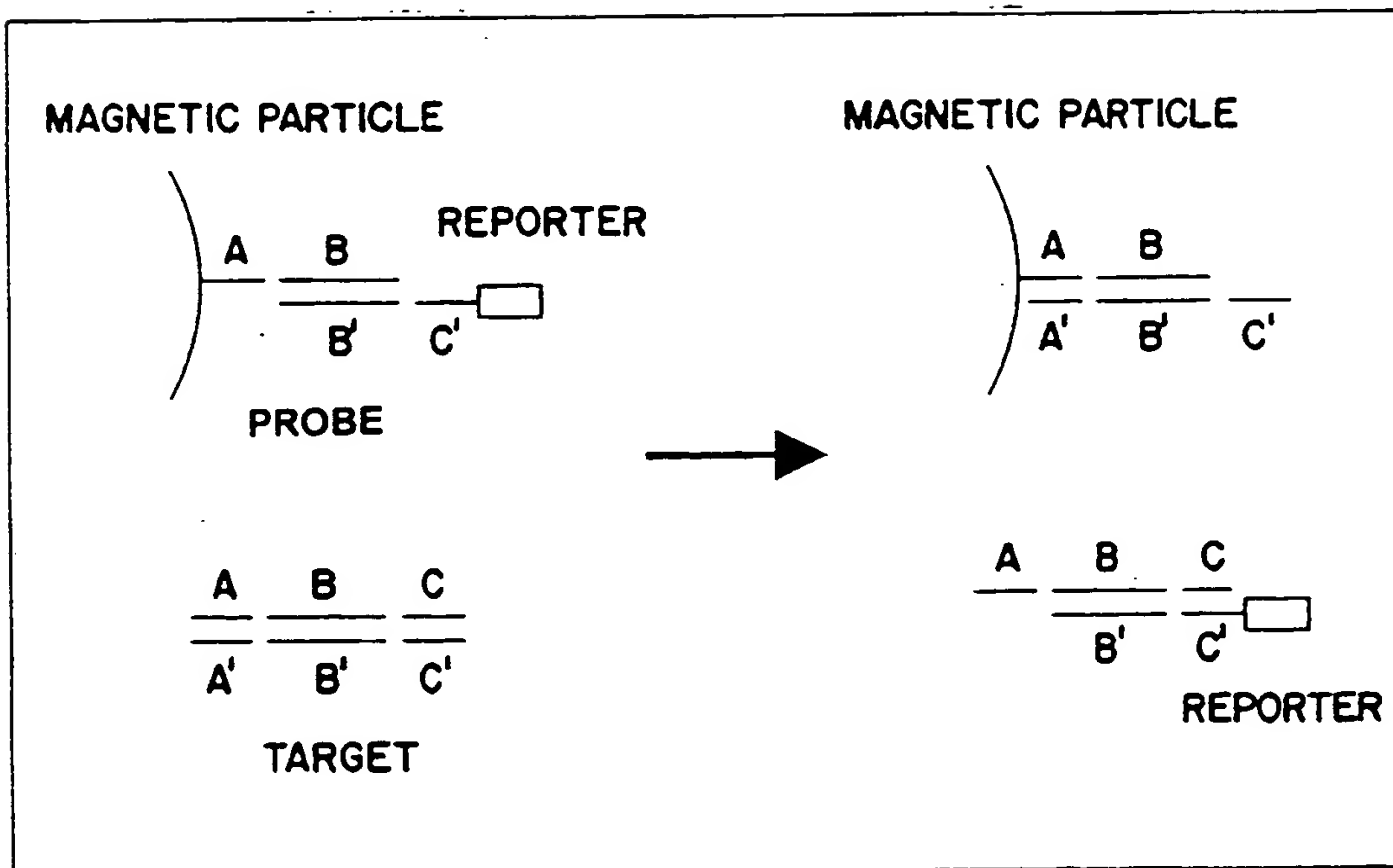 MAGNETIC PARTICLE
A B REPORTER
B' C'
PROBE
A B C
A' B' C'
TARGET
MAGNETIC PARTICLE
A B
A' B' C'
A B C
B' C'
REPORTER